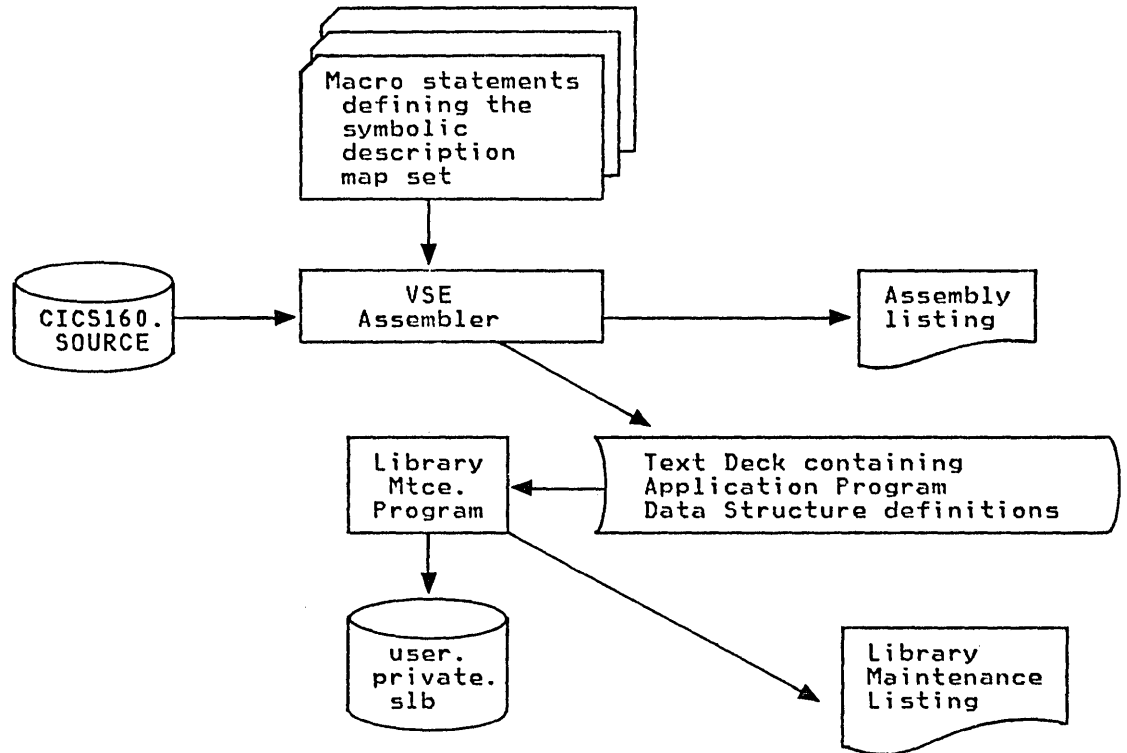 Macro statements
defining the
symbolic
description
map set
CICS160.
SOURCE
VSE
Assembler
Assembly
listing
Library
Mtce.
Program
Text Deck containing
Application Program
Data Structure definitions
user.
private.
slb
Library
Maintenance
Listing